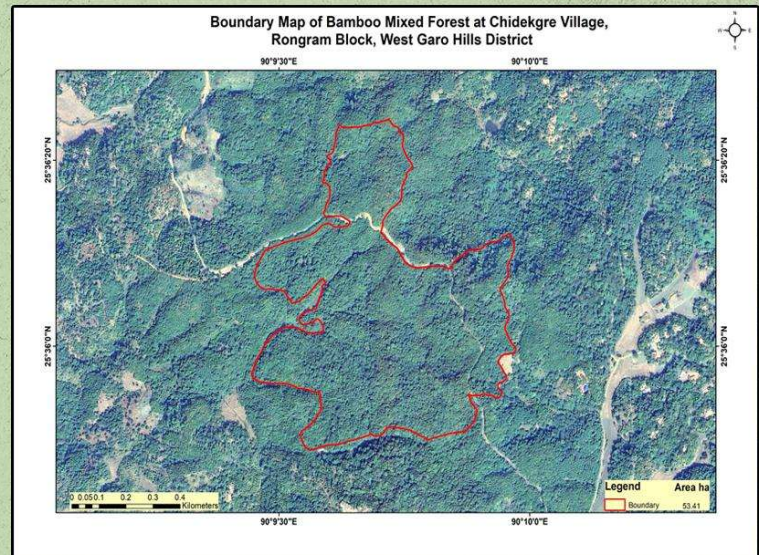 Boundary Map of Bamboo Mixed Forest at Chidekgre Village,
Rongram Block, West Garo Hills District
N
W E
S
90°9'30"E 90°10'0"E
25°36'20"N 25°36'20"N
25°36'0"N 25°36'0"N
0 0.050.1 0.2 0.3 0.4
Kilometers
Legend Area ha
Boundary 53.41
90°9'30"E 90°10'0"E